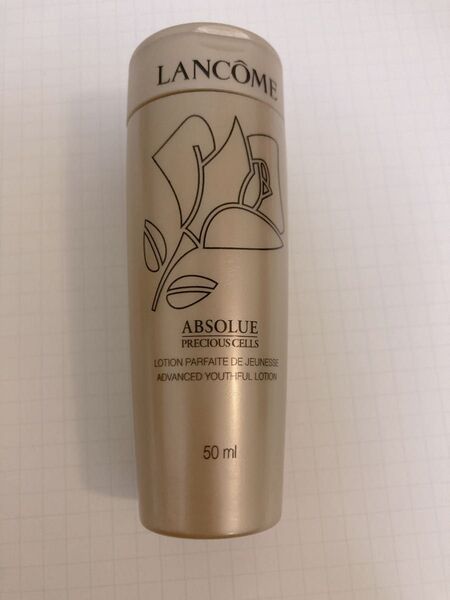 LANCÔME
ABSOLUE
PRECIOUS CELLS
LOTION PARFAITE DE JEUNESSE
ADVANCED YOUTHFUL LOTION
50 ml